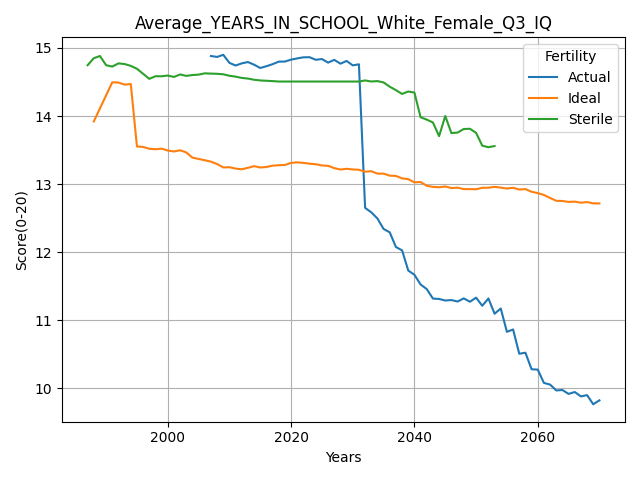 Average_YEARS_IN_SCHOOL_White_Female_Q3_IQ
Fertility
Actual
Ideal
Sterile
Score(0-20)
15
14
13
12
11
10
2000
2020
2040
2060
Years